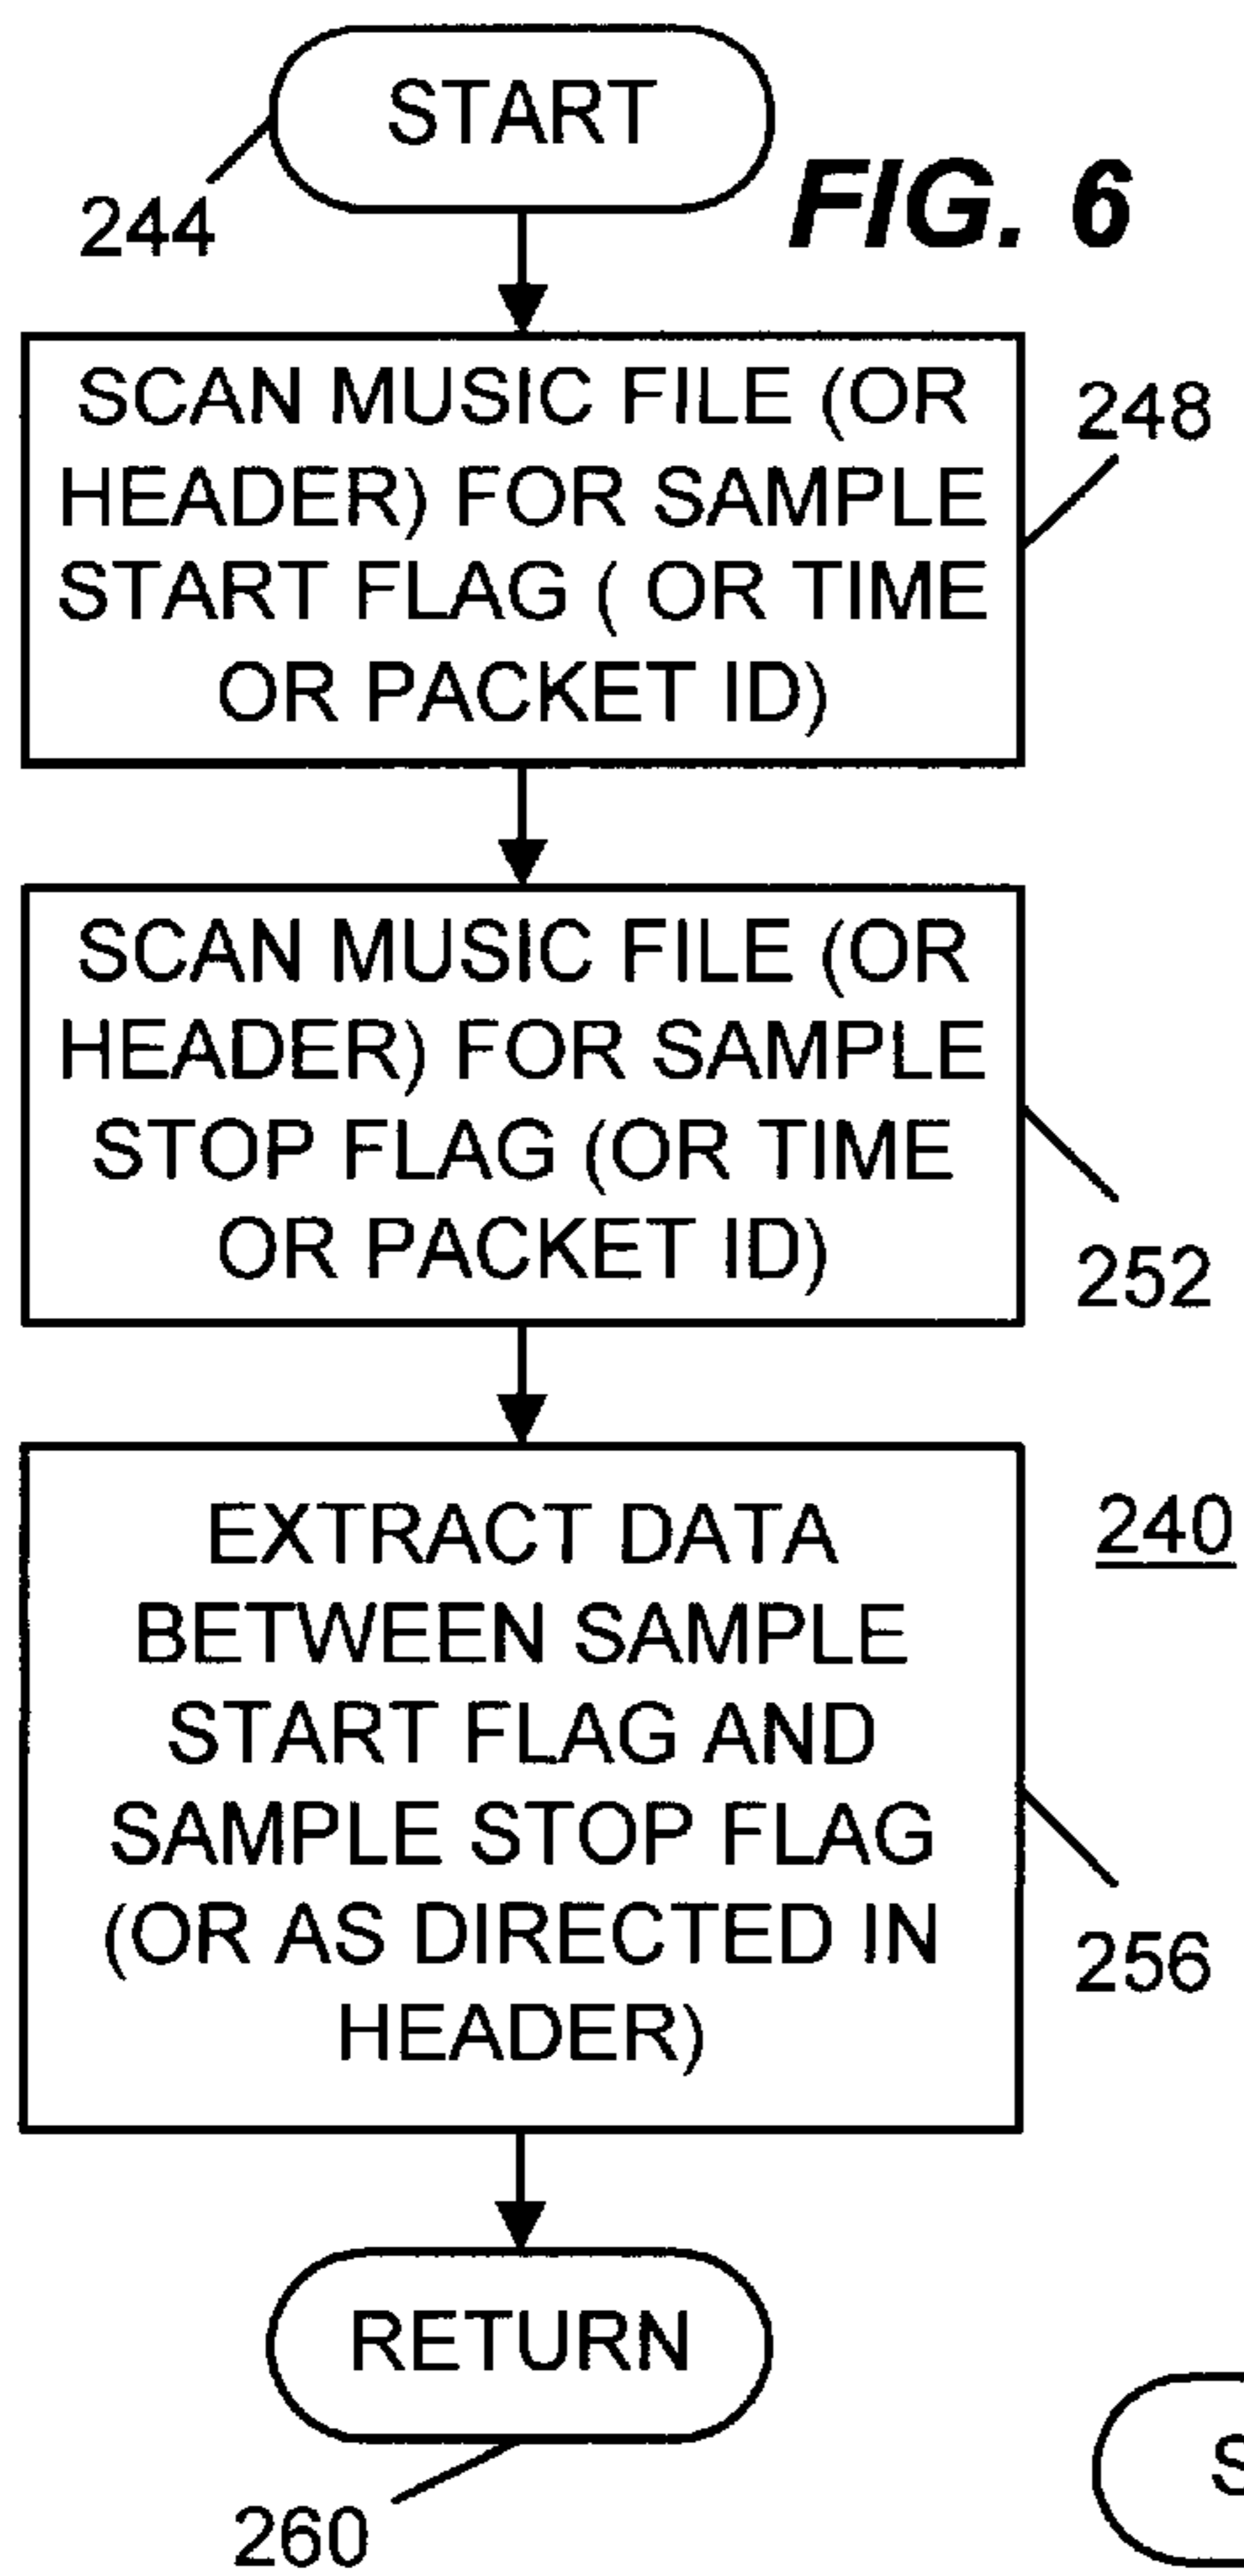 START
FIG. 6
244
SCAN MUSIC FILE (OR
HEADER) FOR SAMPLE
START FLAG ( OR TIME
OR PACKET ID)
248
SCAN MUSIC FILE (OR
HEADER) FOR SAMPLE
STOP FLAG (OR TIME
OR PACKET ID)
252
EXTRACT DATA
BETWEEN SAMPLE
START FLAG AND
SAMPLE STOP FLAG
(OR AS DIRECTED IN
HEADER)
240
256
RETURN
260